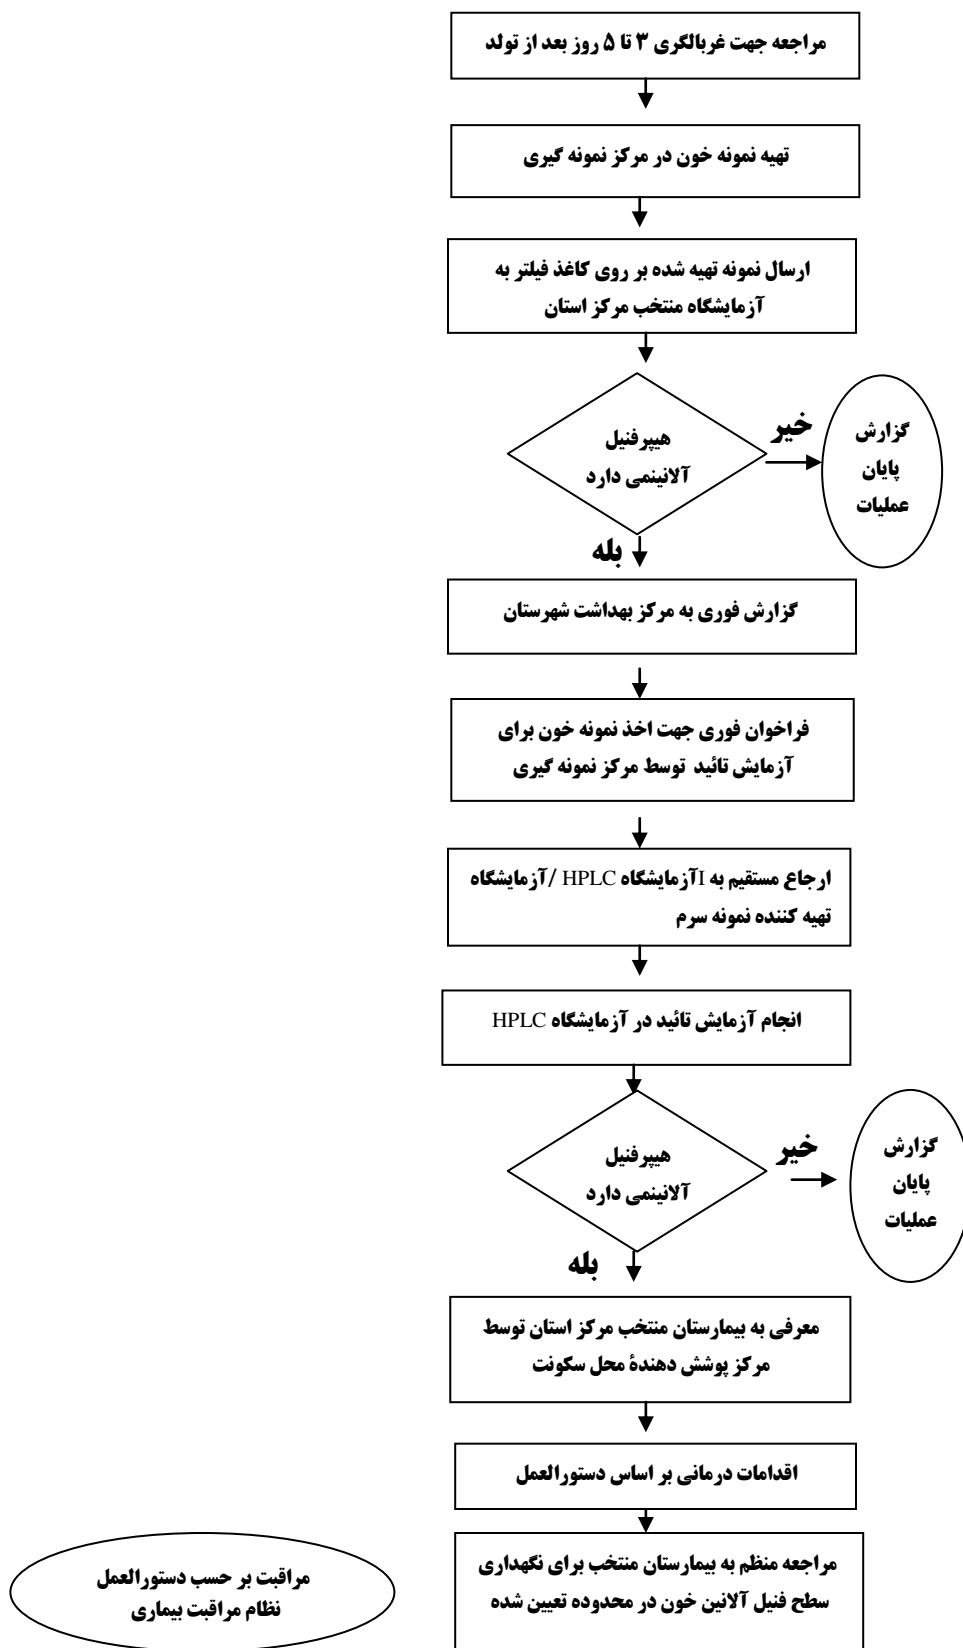 مراجعه جهت غربالگری ۳ تا ۵ روز بعد از تولد
تهیه نمونه خون در مرکز نمونه گیری
ارسال نمونه تهیه شده بر روی کاغذ فیلتر به
آزمایشگاه منتخب مرکز استان
هیپرفنیل
آلانینمی دارد
خیر
گزارش
پایان
عملیات
بله
گزارش فوری به مرکز بهداشت شهرستان
فراخوان فوری جهت اخذ نمونه خون برای
آزمایش تائید توسط مرکز نمونه گیری
ارجاع مستقیم به Iآزمایشگاه HPLC /آزمایشگاه
تهیه کننده نمونه سرم
انجام آزمایش تائید در آزمایشگاه HPLC
هیپرفنیل
آلانینمی دارد
خیر
گزارش
پایان
عملیات
بله
معرفی به بیمارستان منتخب مرکز استان توسط
مرکز پوشش دهندهٔ محل سکونت
اقدامات درمانی بر اساس دستورالعمل
مراجعه منظم به بیمارستان منتخب برای نگهداری
سطح فنیل آلانین خون در محدوده تعیین شده
مراقبت بر حسب دستورالعمل
نظام مراقبت بیماری